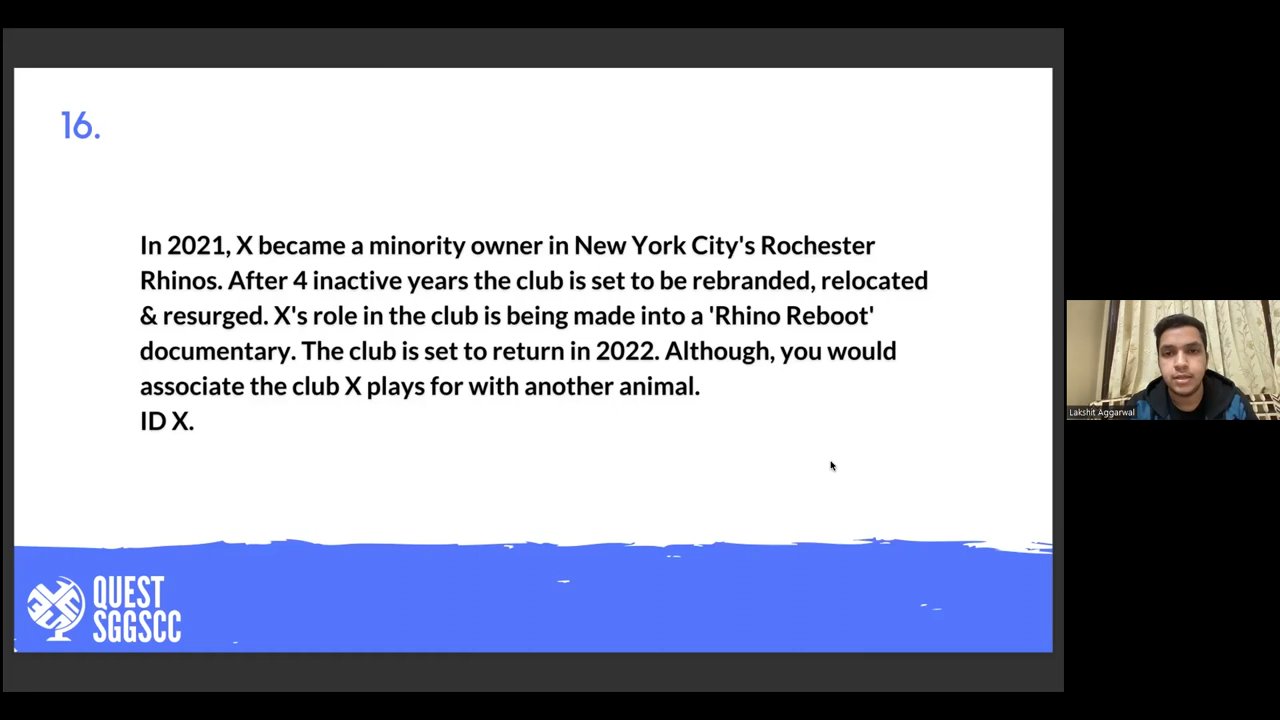 16.
In 2021, X became a minority owner in New York City's Rochester
Rhinos. After 4 inactive years the club is set to be rebranded, relocated
& resurged. X's role in the club is being made into a 'Rhino Reboot'
documentary. The club is set to return in 2022. Although, you would
associate the club X plays for with another animal.
ID X.
Lakshit Aggarwal
QUEST
SGGSCC